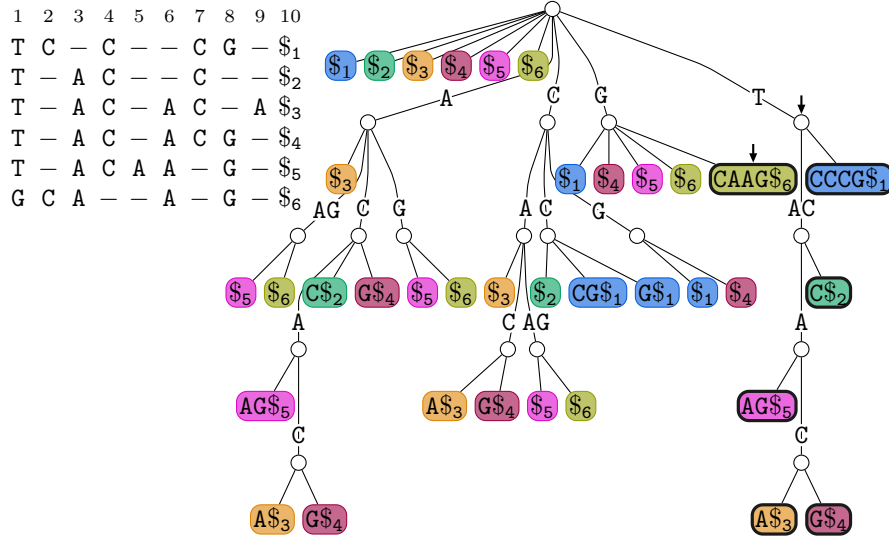 1 2 3 4 5 6 7 8 9 10
T C – C – – C G – $₁
T – A C – – C – – $₂
T – A C – A C – A $₃
T – A C – A C G – $₄
T – A C A A – G – $₅
G C A – – A – G – $₆
$₁ $₂ $₃ $₄ $₅ $₆
A C G T
$₃ $₁ $₄ $₅ $₆ CAAG$₆ CCCG$₁
AG C G A C G AC
$₅ $₆ C$₂ G$₄ $₅ $₆ $₃ $₂ CG$₁ G$₁ $₁ $₄ C$₂
A C AG A
AG$₅ A$₃ G$₄ $₅ $₆ AG$₅
C C
A$₃ G$₄ A$₃ G$₄